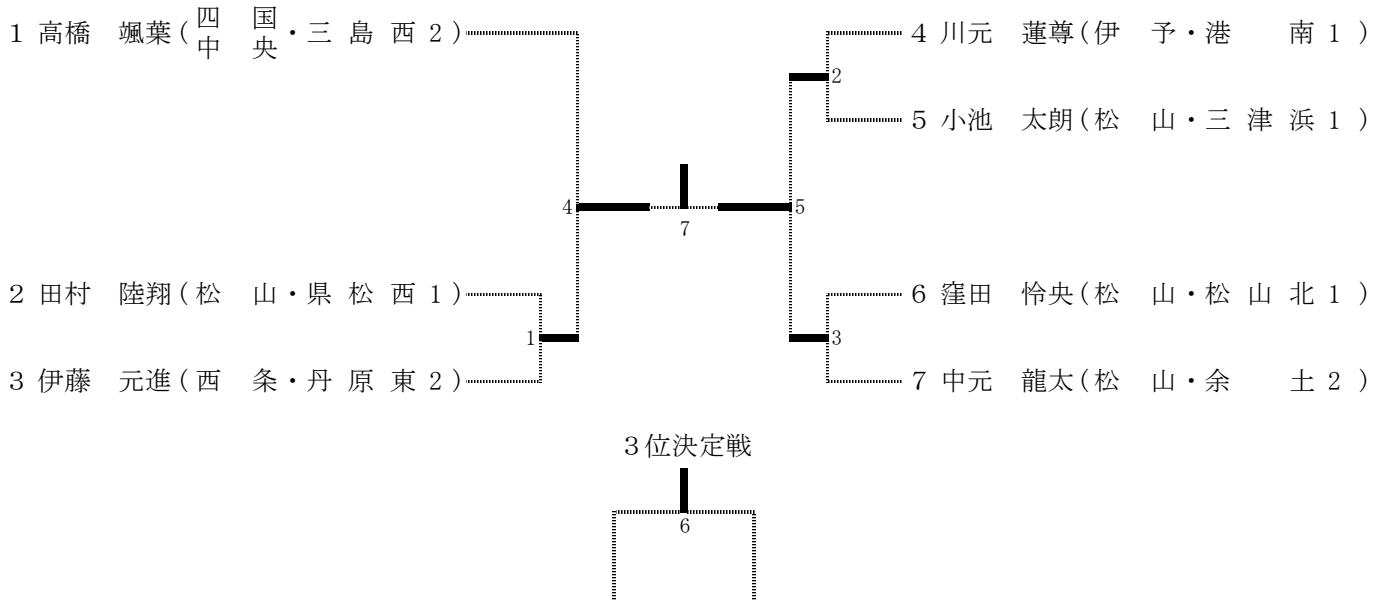 1 高橋　颯葉(四国中央・三島西2)
4 川元　蓮尊(伊　予・港　南1)
2
5 小池　太朗(松　山・三津浜1)
4
5
7
2 田村　陸翔(松　山・県松西1)
6 窪田　怜央(松　山・松山北1)
1
3
3 伊藤　元進(西　条・丹原東2)
7 中元　龍太(松　山・余　土2)
3位決定戦
6